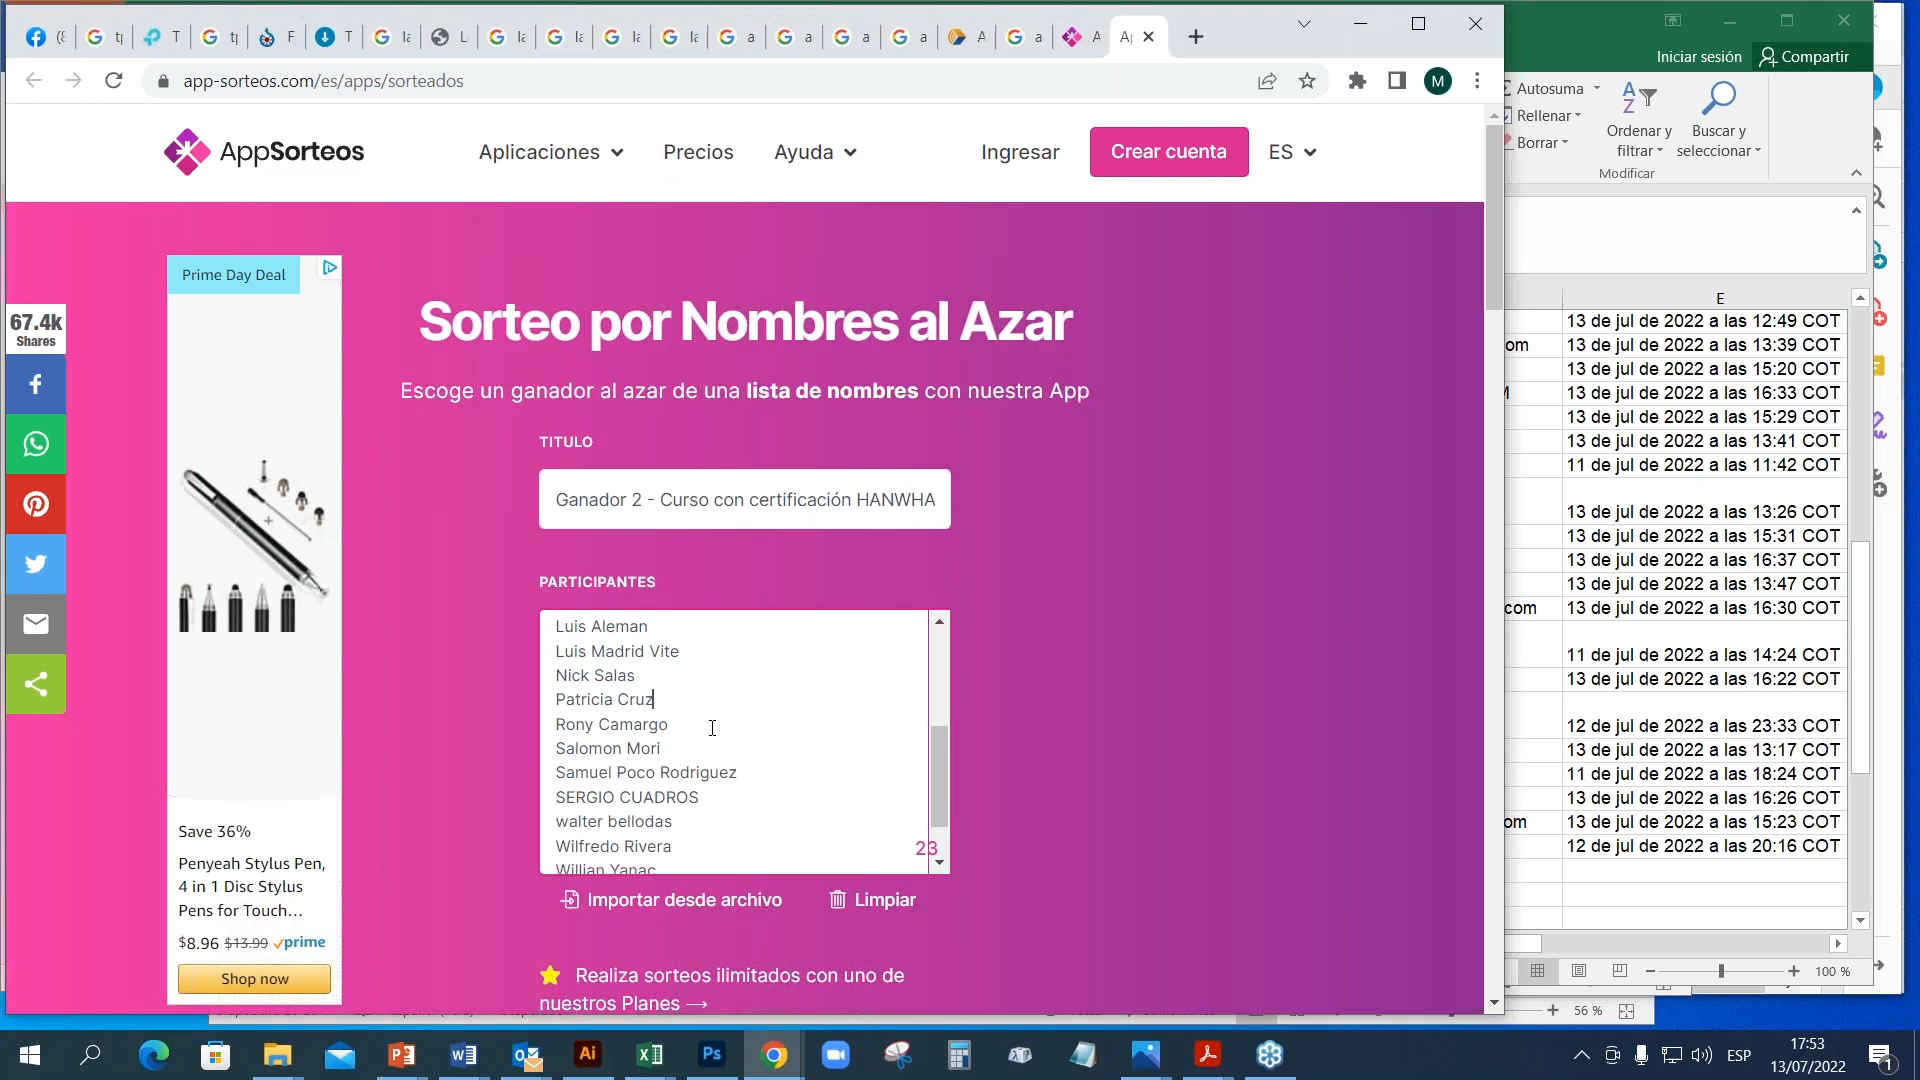 app-sorteos.com/es/apps/sorteados
M
AppSorteos
Aplicaciones
Precios
Ayuda
Ingresar
Crear cuenta
ES
67.4k
Shares
Prime Day Deal
Save 36%
Penyeah Stylus Pen,
4 in 1 Disc Stylus
Pens for Touch...
$8.96 $13.99 prime
Shop now
Sorteo por Nombres al Azar
Escoge un ganador al azar de una lista de nombres con nuestra App
TITULO
Ganador 2 - Curso con certificación HANWHA
PARTICIPANTES
Luis Aleman
Luis Madrid Vite
Nick Salas
Patricia Cruz
Rony Camargo
Salomon Mori
Samuel Poco Rodriguez
SERGIO CUADROS
walter bellodas
Wilfredo Rivera
Willian Yanac
23
Importar desde archivo
Limpiar
Realiza sorteos ilimitados con uno de
nuestros Planes →
Iniciar sesión
Compartir
Autosuma
Rellenar
Borrar
Ordenar y
filtrar
Buscar y
seleccionar
Modificar
E
13 de jul de 2022 a las 12:49 COT
om 13 de jul de 2022 a las 13:39 COT
13 de jul de 2022 a las 15:20 COT
13 de jul de 2022 a las 16:33 COT
13 de jul de 2022 a las 15:29 COT
13 de jul de 2022 a las 13:41 COT
11 de jul de 2022 a las 11:42 COT
13 de jul de 2022 a las 13:26 COT
13 de jul de 2022 a las 15:31 COT
13 de jul de 2022 a las 16:37 COT
13 de jul de 2022 a las 13:47 COT
com 13 de jul de 2022 a las 16:30 COT
11 de jul de 2022 a las 14:24 COT
13 de jul de 2022 a las 16:22 COT
12 de jul de 2022 a las 23:33 COT
13 de jul de 2022 a las 13:17 COT
11 de jul de 2022 a las 18:24 COT
13 de jul de 2022 a las 16:26 COT
om 13 de jul de 2022 a las 15:23 COT
12 de jul de 2022 a las 20:16 COT
100 %
56 %
ESP
17:53
13/07/2022
1